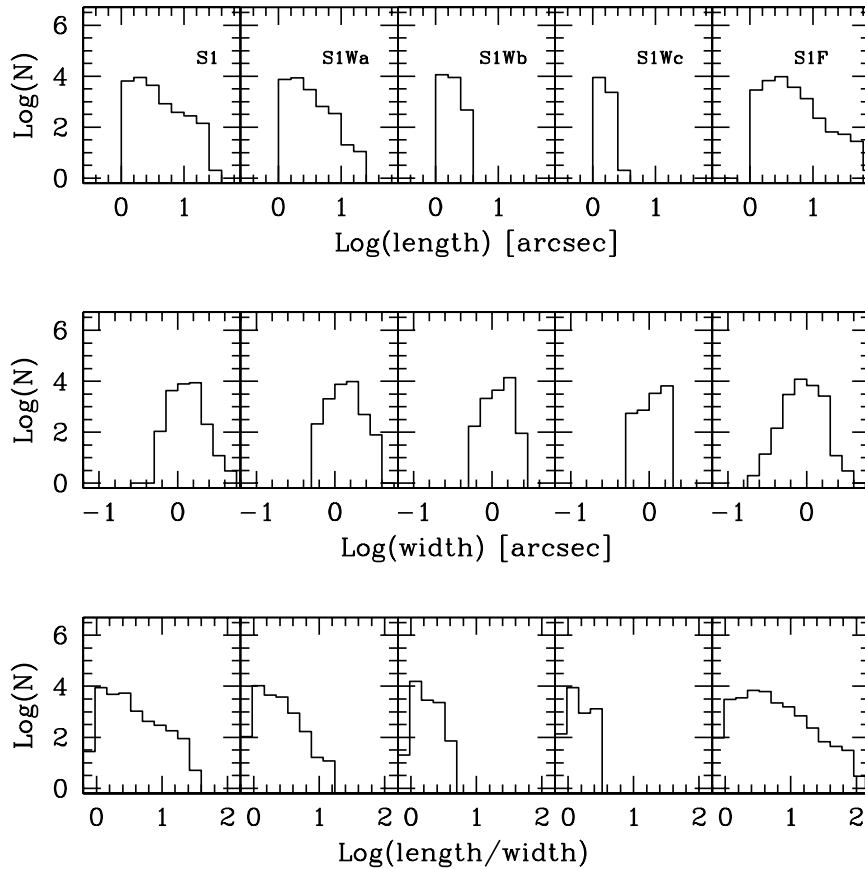 Log(N)
6
4
2
0
S1
S1Wa
S1Wb
S1Wc
S1F
0 1 0 1 0 1 0 1 0 1
Log(length) [arcsec]
Log(N)
6
4
2
0
−1 0 −1 0 −1 0 −1 0 −1 0
Log(width) [arcsec]
Log(N)
6
4
2
0
0 1 2 0 1 2 0 1 2 0 1 2 0 1 2
Log(length/width)